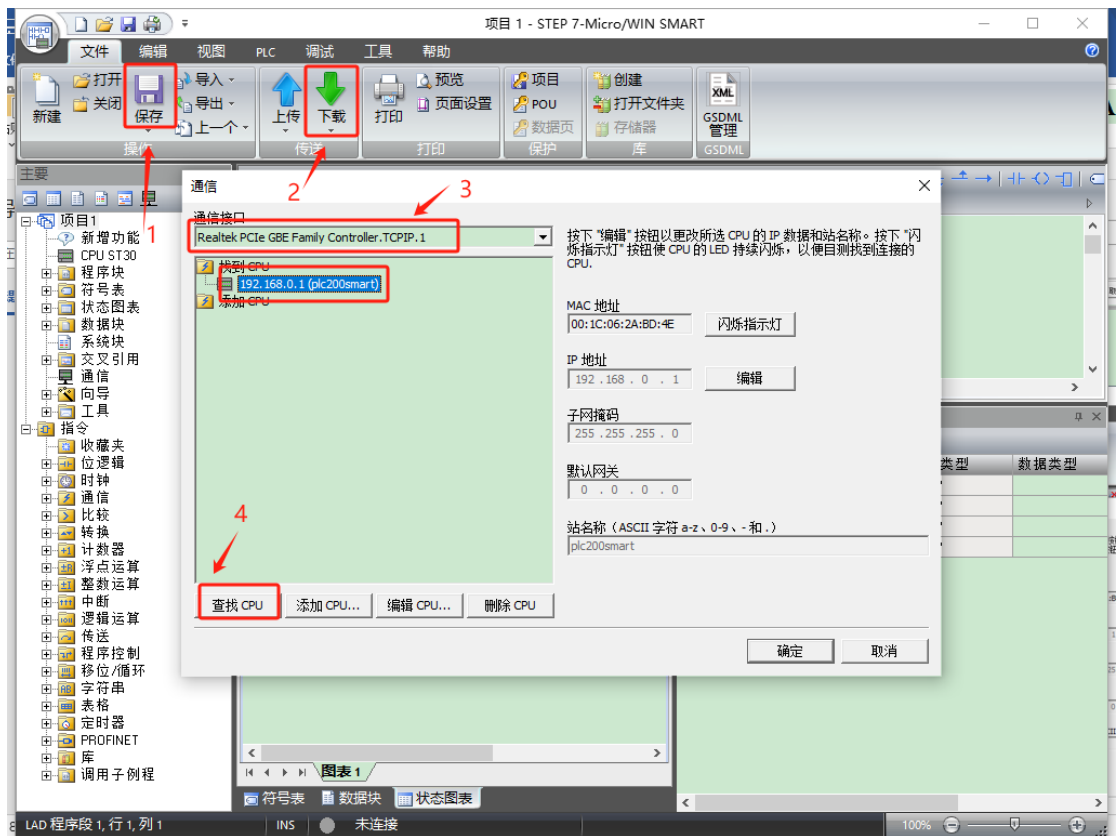 项目 1 - STEP 7-Micro/WIN SMART
文件 编辑 视图 PLC 调试 工具 帮助
新建
打开
关闭
保存
导入
导出
上一个
操作
上传
下载
传送
打印
预览
页面设置
打印
项目
POU
数据页
保护
创建
打开文件夹
存储器
库
XML
GSDML
管理
GSDML
1
2
3
4
主要
项目1
新增功能
CPU ST30
程序块
符号表
状态图表
数据块
系统块
交叉引用
通信
向导
工具
指令
收藏夹
位逻辑
时钟
通信
比较
转换
计数器
浮点运算
整数运算
中断
逻辑运算
传送
程序控制
移位/循环
字符串
表格
定时器
PROFINET
库
调用子例程
通信
通信接口
Realtek PCIe GBE Family Controller.TCPIP.1
找到 CPU
192.168.0.1 (plc200smart)
添加 CPU
按下 "编辑" 按钮以更改所选 CPU 的 IP 数据和站名称。按下 "闪
烁指示灯" 按钮使 CPU 的 LED 持续闪烁，以便目测找到连接的
CPU.
MAC 地址
00:1C:06:2A:BD:4E 闪烁指示灯
IP 地址
192 . 168 . 0 . 1 编辑
子网掩码
255 . 255 . 255 . 0
默认网关
0 . 0 . 0 . 0
站名称（ASCII 字符 a-z、0-9、- 和 .）
plc200smart
查找 CPU 添加 CPU... 编辑 CPU... 删除 CPU
确定 取消
类型 数据类型
图表 1
符号表 数据块 状态图表
LAD 程序段 1, 行 1, 列 1 INS 未连接 100%